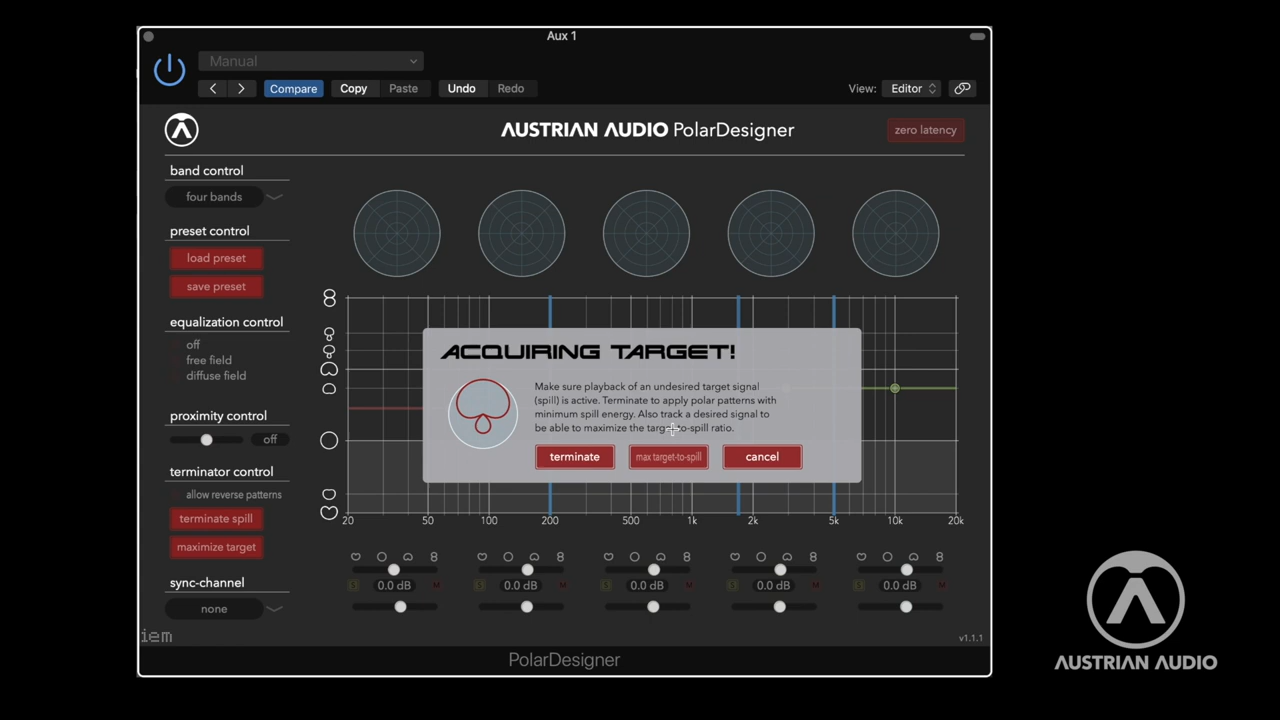 Aux 1
Manual
Compare
Copy
Paste
Undo
Redo
View:
Editor
AUSTRIAN AUDIO PolarDesigner
zero latency
band control
four bands
preset control
load preset
save preset
equalization control
off
free field
diffuse field
proximity control
off
terminator control
allow reverse patterns
terminate spill
maximize target
sync-channel
none
ACQUIRING TARGET!
Make sure playback of an undesired target signal
(spill) is active. Terminate to apply polar patterns with
minimum spill energy. Also track a desired signal to
be able to maximize the target-to-spill ratio.
terminate
max target-to-spill
cancel
20 50 100 200 500 1k 2k 5k 10k 20k
S 0.0 dB M S 0.0 dB M S 0.0 dB M S 0.0 dB M S 0.0 dB M
iem
v1.1.1
PolarDesigner
AUSTRIAN AUDIO